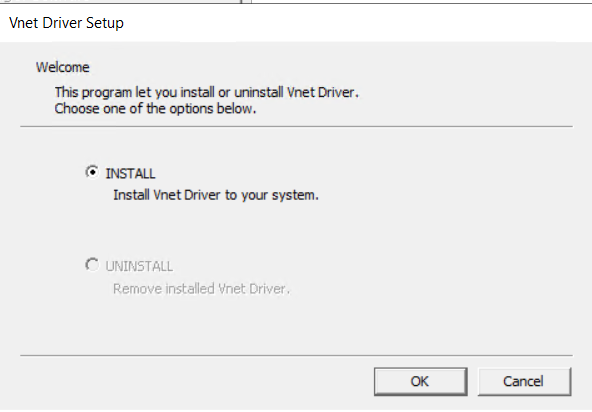 Vnet Driver Setup
Welcome
This program let you install or uninstall Vnet Driver.
Choose one of the options below.
INSTALL
Install Vnet Driver to your system.
UNINSTALL
Remove installed Vnet Driver.
OK
Cancel